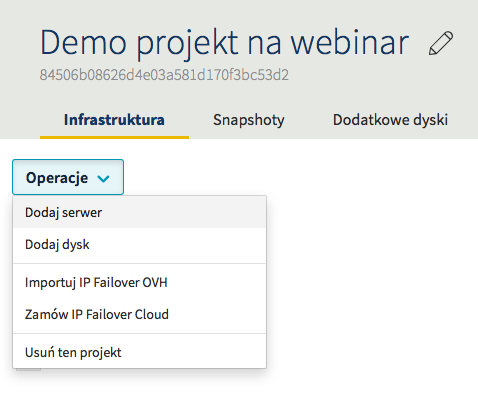 Demo projekt na webinar
84506b08626d4e03a581d170f3bc53d2
Infrastruktura Snapshoty Dodatkowe dyski
Operacje
Dodaj serwer
Dodaj dysk
Importuj IP Failover OVH
Zamów IP Failover Cloud
Usuń ten projekt